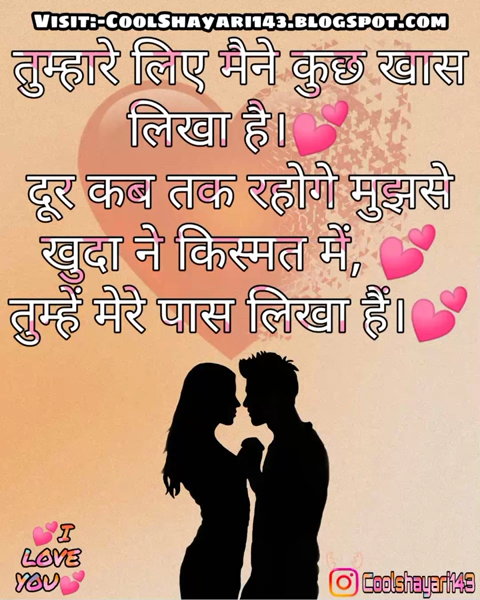 Visit:-CoolShayari143.blogspot.com
तुम्हारे लिए मैने कुछ खास
लिखा है।💕
दूर कब तक रहोगे मुझसे
खुदा ने किस्मत में, 💕
तुम्हें मेरे पास लिखा हैं।💕
💕I
LOVE
YOU💕
Coolshayari143